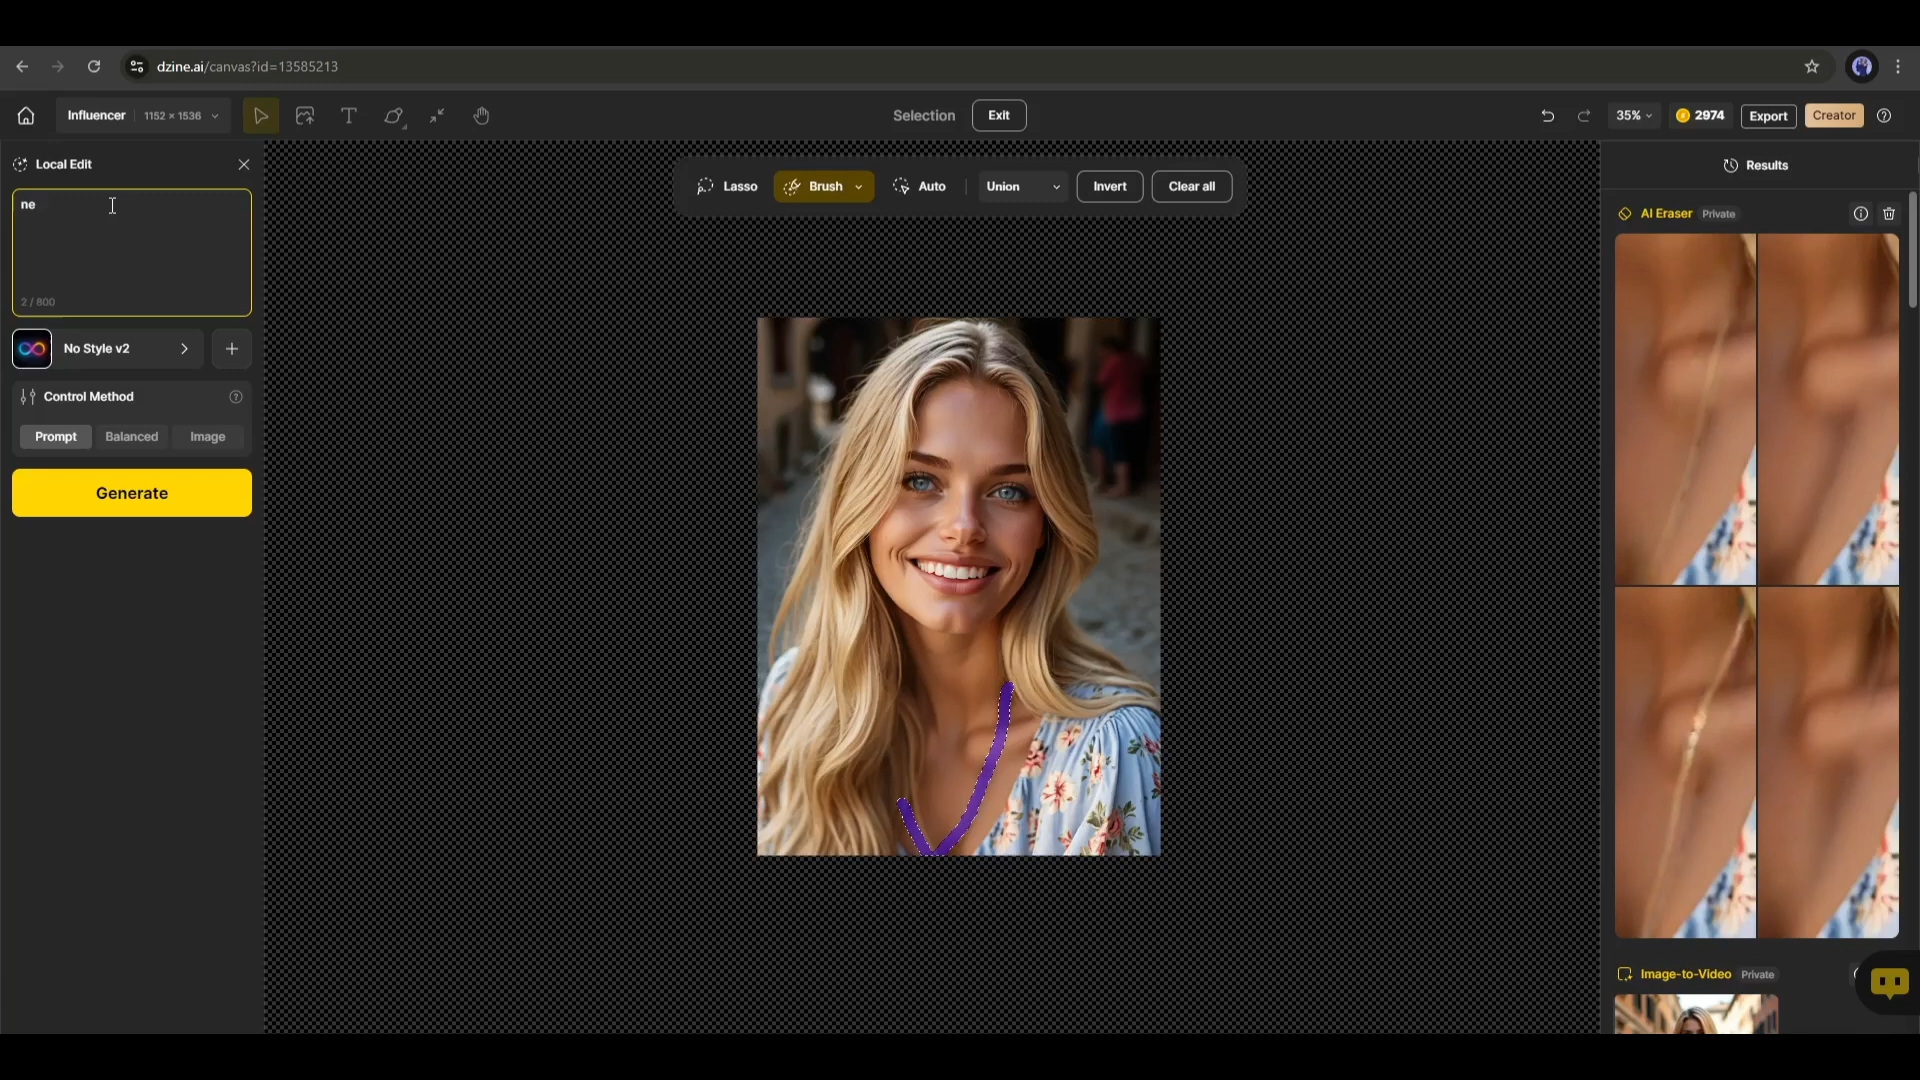 dzine.ai/canvas?id=13585213
Influencer 1152 × 1536
Selection Exit
35% 2974 Export Creator
Local Edit
ne
2 / 800
No Style v2
Control Method
Prompt Balanced Image
Generate
Lasso Brush Auto Union Invert Clear all
Results
AI Eraser Private
Image-to-Video Private